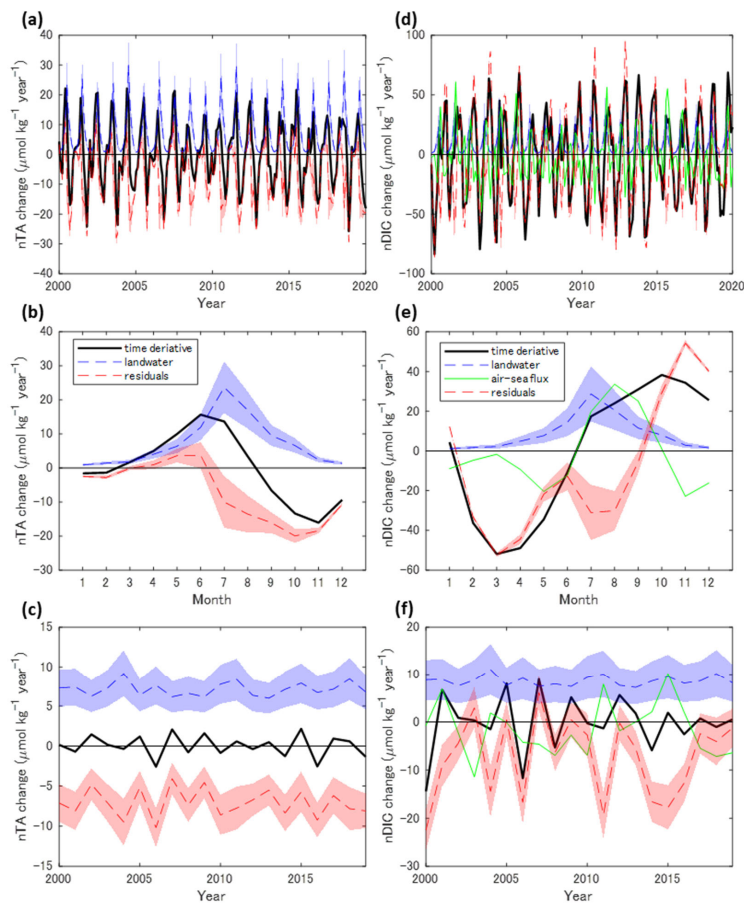 (a)
nTA change (μmol kg⁻¹ year⁻¹)
40
30
20
10
0
-10
-20
-30
-40
2000
2005
2010
2015
2020
Year
(d)
nDIC change (μmol kg⁻¹ year⁻¹)
100
50
0
-50
-100
2000
2005
2010
2015
2020
Year
(b)
nTA change (μmol kg⁻¹ year⁻¹)
40
30
20
10
0
-10
-20
-30
time deriative
landwater
residuals
1 2 3 4 5 6 7 8 9 10 11 12
Month
(e)
nDIC change (μmol kg⁻¹ year⁻¹)
60
40
20
0
-20
-40
-60
time deriative
landwater
air-sea flux
residuals
1 2 3 4 5 6 7 8 9 10 11 12
Month
(c)
nTA change (μmol kg⁻¹ year⁻¹)
15
10
5
0
-5
-10
-15
2000
2005
2010
2015
Year
(f)
nDIC change (μmol kg⁻¹ year⁻¹)
20
10
0
-10
-20
-30
2000
2005
2010
2015
Year